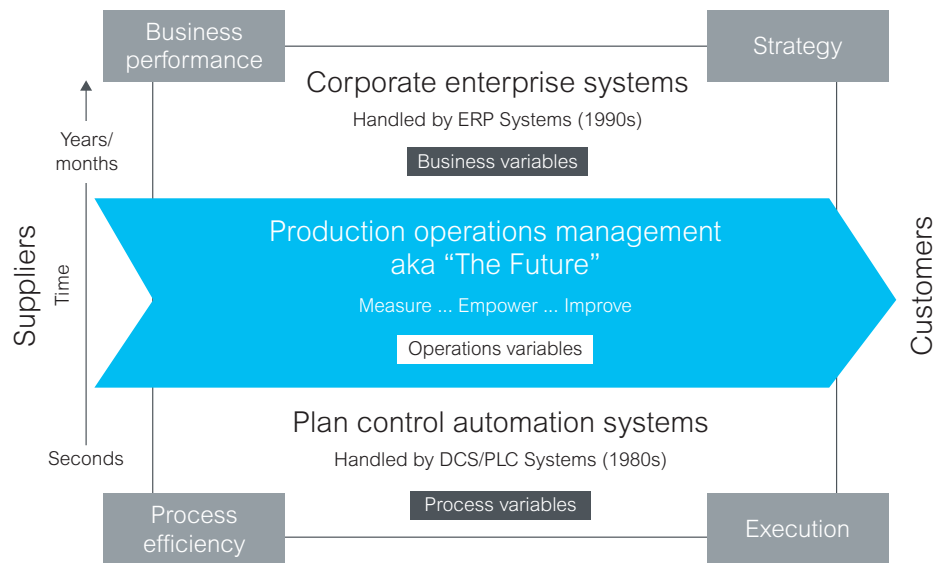 Business
performance
Strategy
Corporate enterprise systems
Handled by ERP Systems (1990s)
Business variables
Years/
months
Suppliers
Time
Production operations management
aka “The Future”
Measure ... Empower ... Improve
Operations variables
Customers
Plan control automation systems
Handled by DCS/PLC Systems (1980s)
Seconds
Process variables
Process
efficiency
Execution